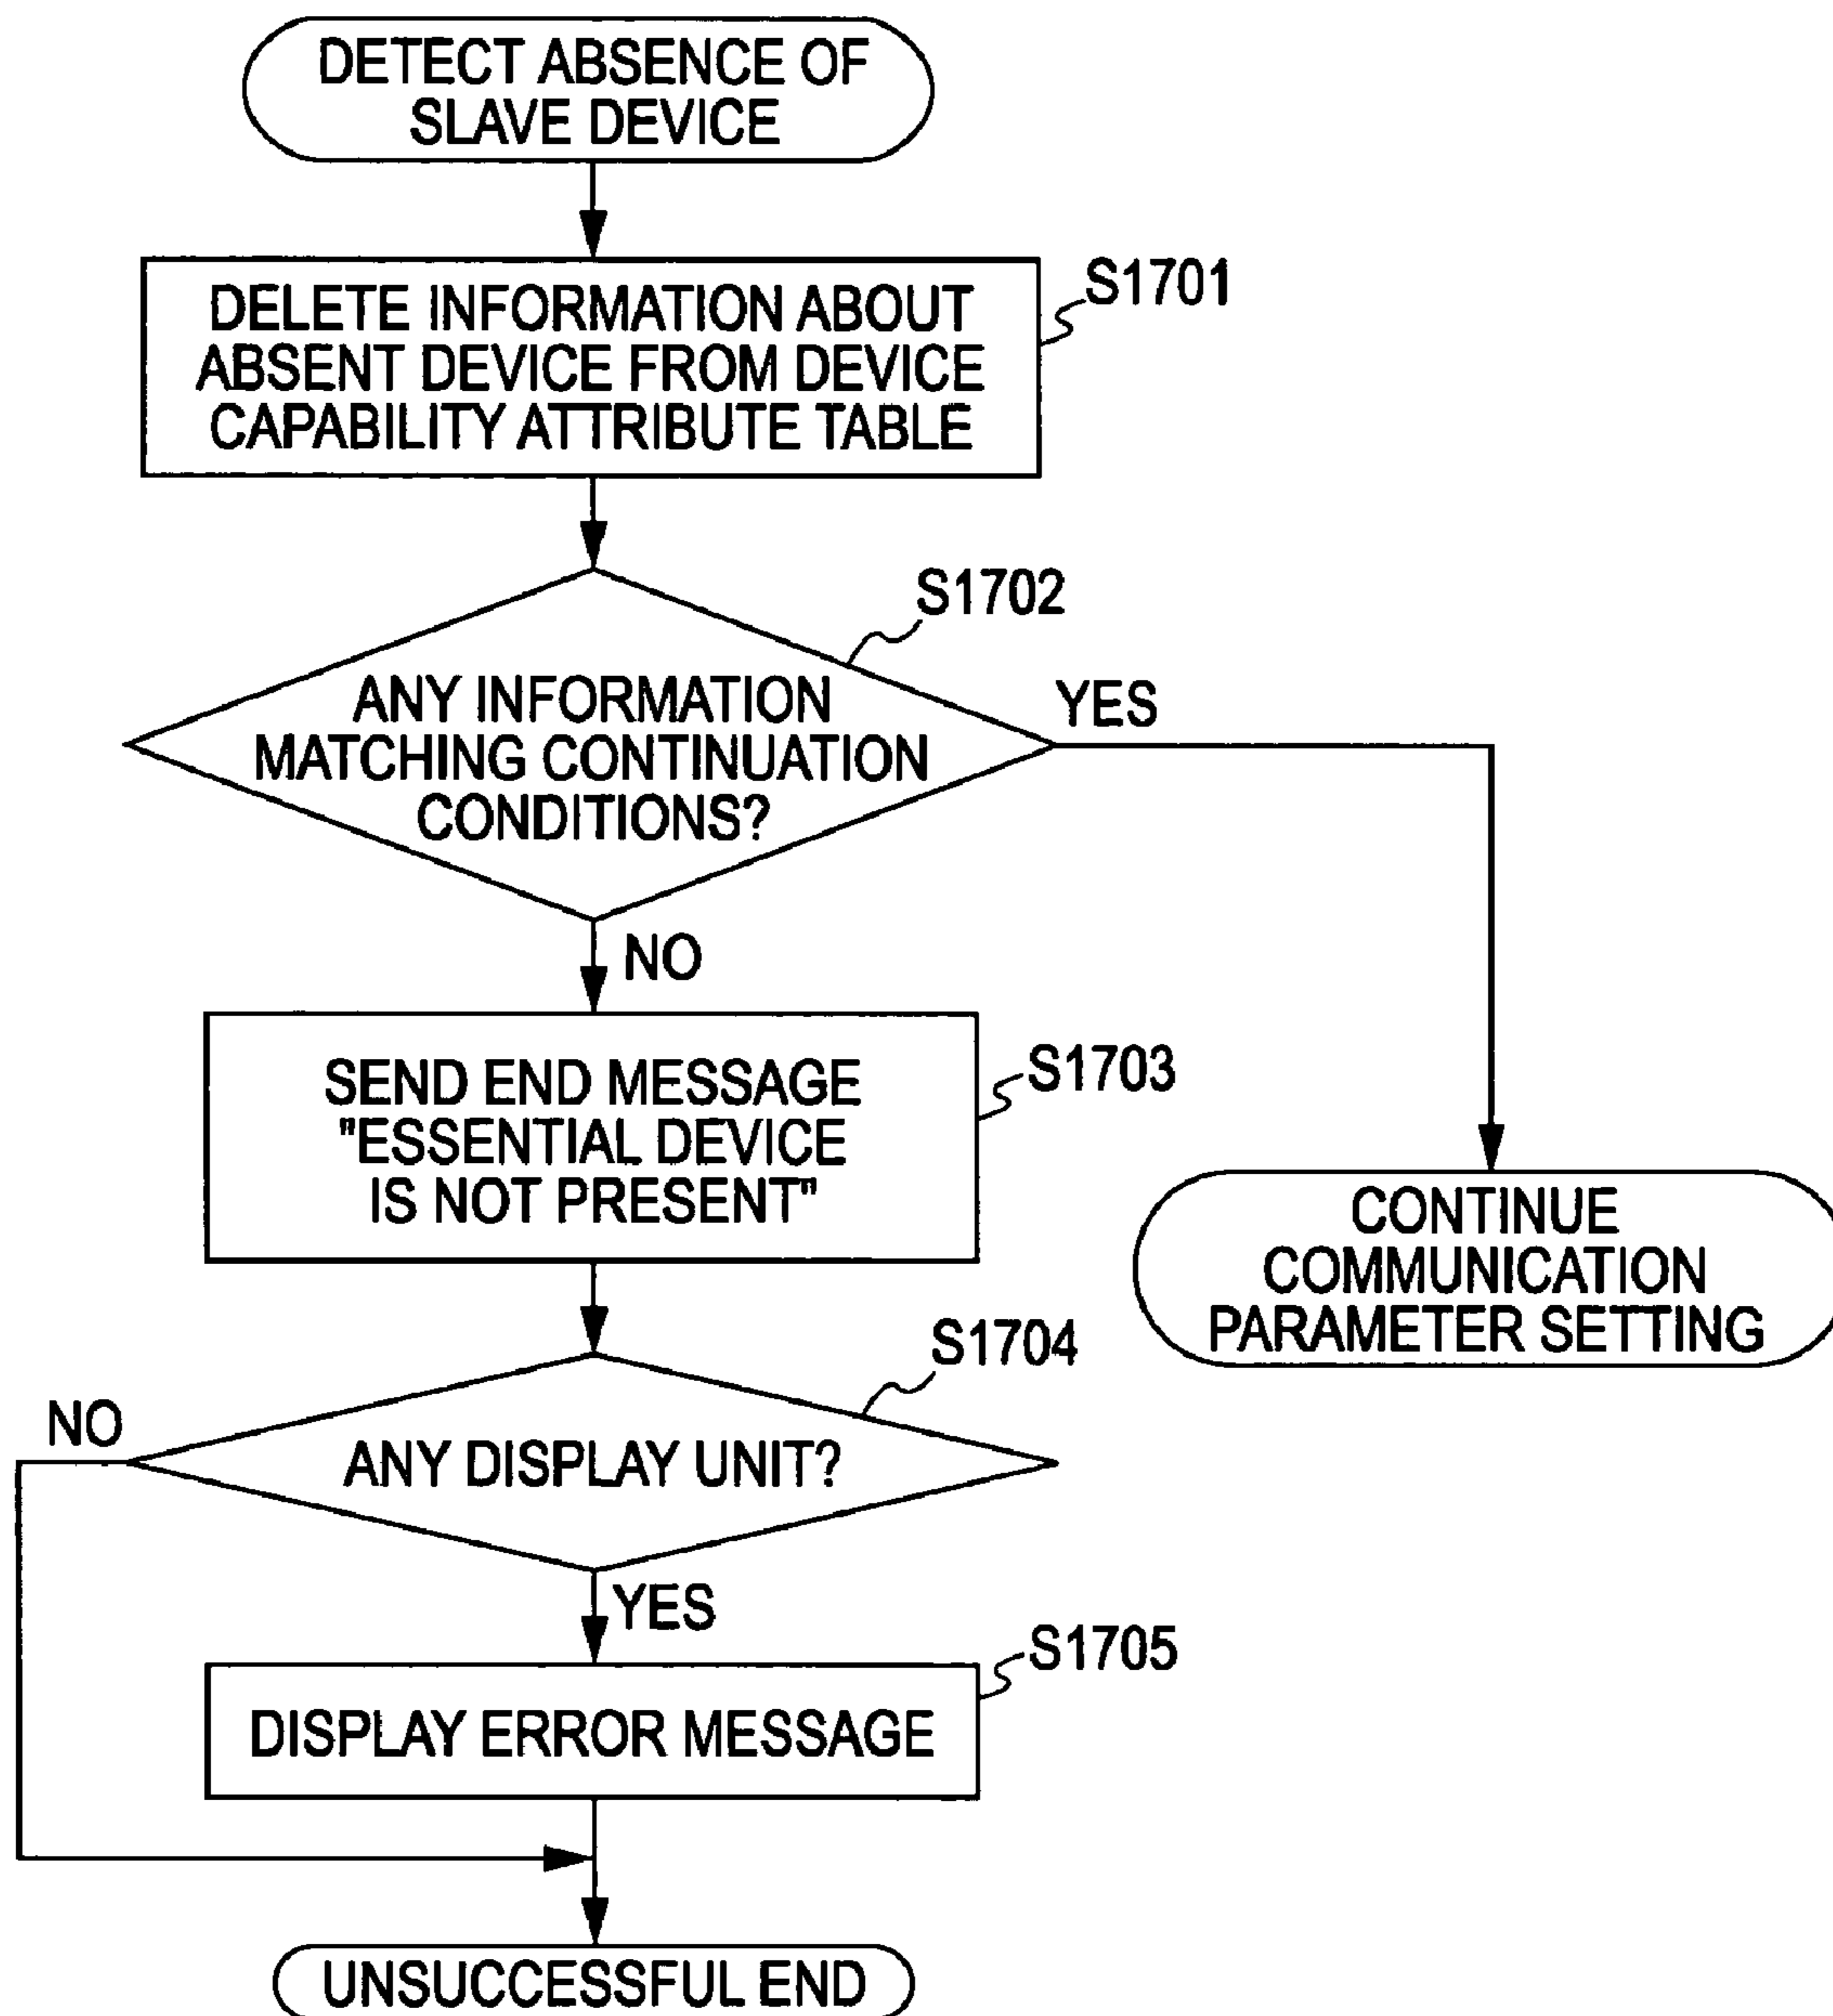 DETECT ABSENCE OF
SLAVE DEVICE
S1701
DELETE INFORMATION ABOUT
ABSENT DEVICE FROM DEVICE
CAPABILITY ATTRIBUTE TABLE
S1702
ANY INFORMATION
MATCHING CONTINUATION
CONDITIONS?
YES
NO
S1703
SEND END MESSAGE
"ESSENTIAL DEVICE
IS NOT PRESENT"
CONTINUE
COMMUNICATION
PARAMETER SETTING
S1704
NO
ANY DISPLAY UNIT?
YES
S1705
DISPLAY ERROR MESSAGE
UNSUCCESSFUL END